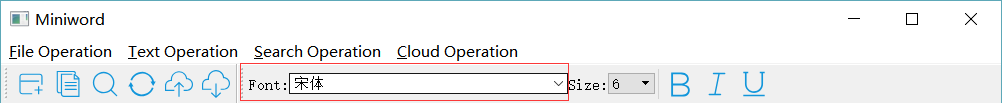 Miniword
File Operation Text Operation Search Operation Cloud Operation
Font: 宋体 Size: 6 B I U